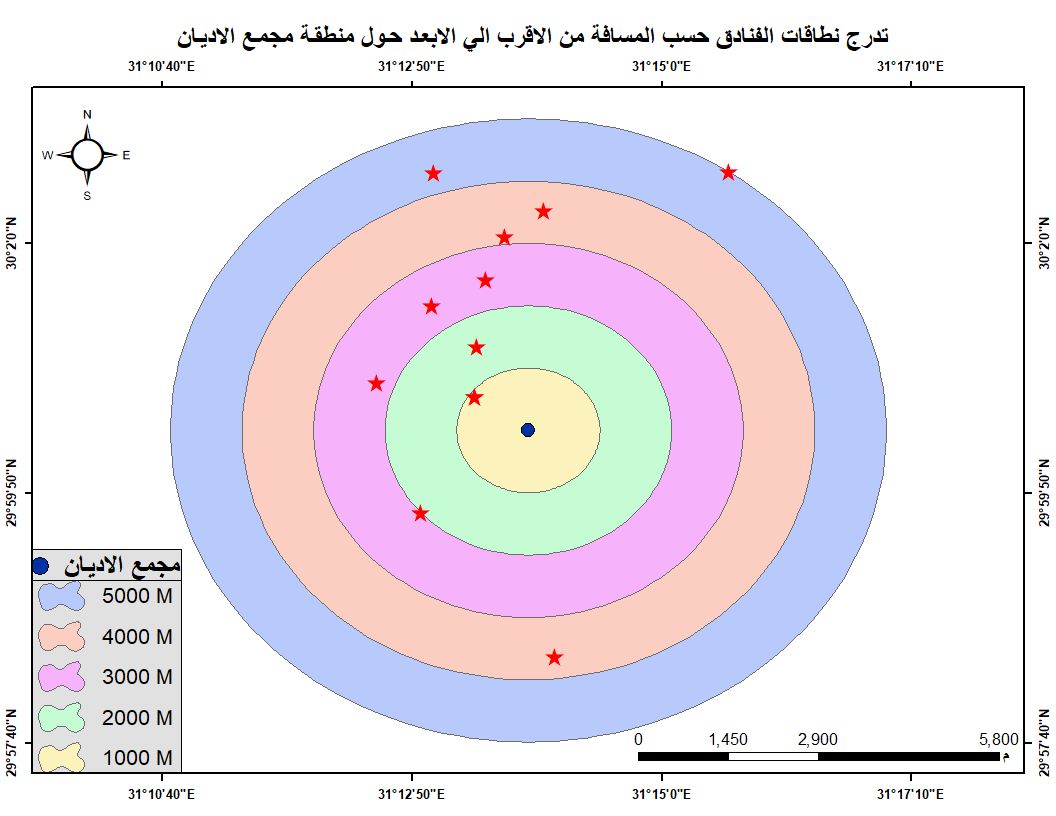 تدرج نطاقات الفنادق حسب المسافة من الاقرب الي الابعد حول منطقة مجمع الاديان
31°10'40"E 31°12'50"E 31°15'0"E 31°17'10"E
N
W E
S
30°2'0"N 30°2'0"N
29°59'50"N 29°59'50"N
مجمع الاديان
5000 M
4000 M
3000 M
2000 M
1000 M
29°57'40"N 29°57'40"N
0 1,450 2,900 5,800
م
31°10'40"E 31°12'50"E 31°15'0"E 31°17'10"E